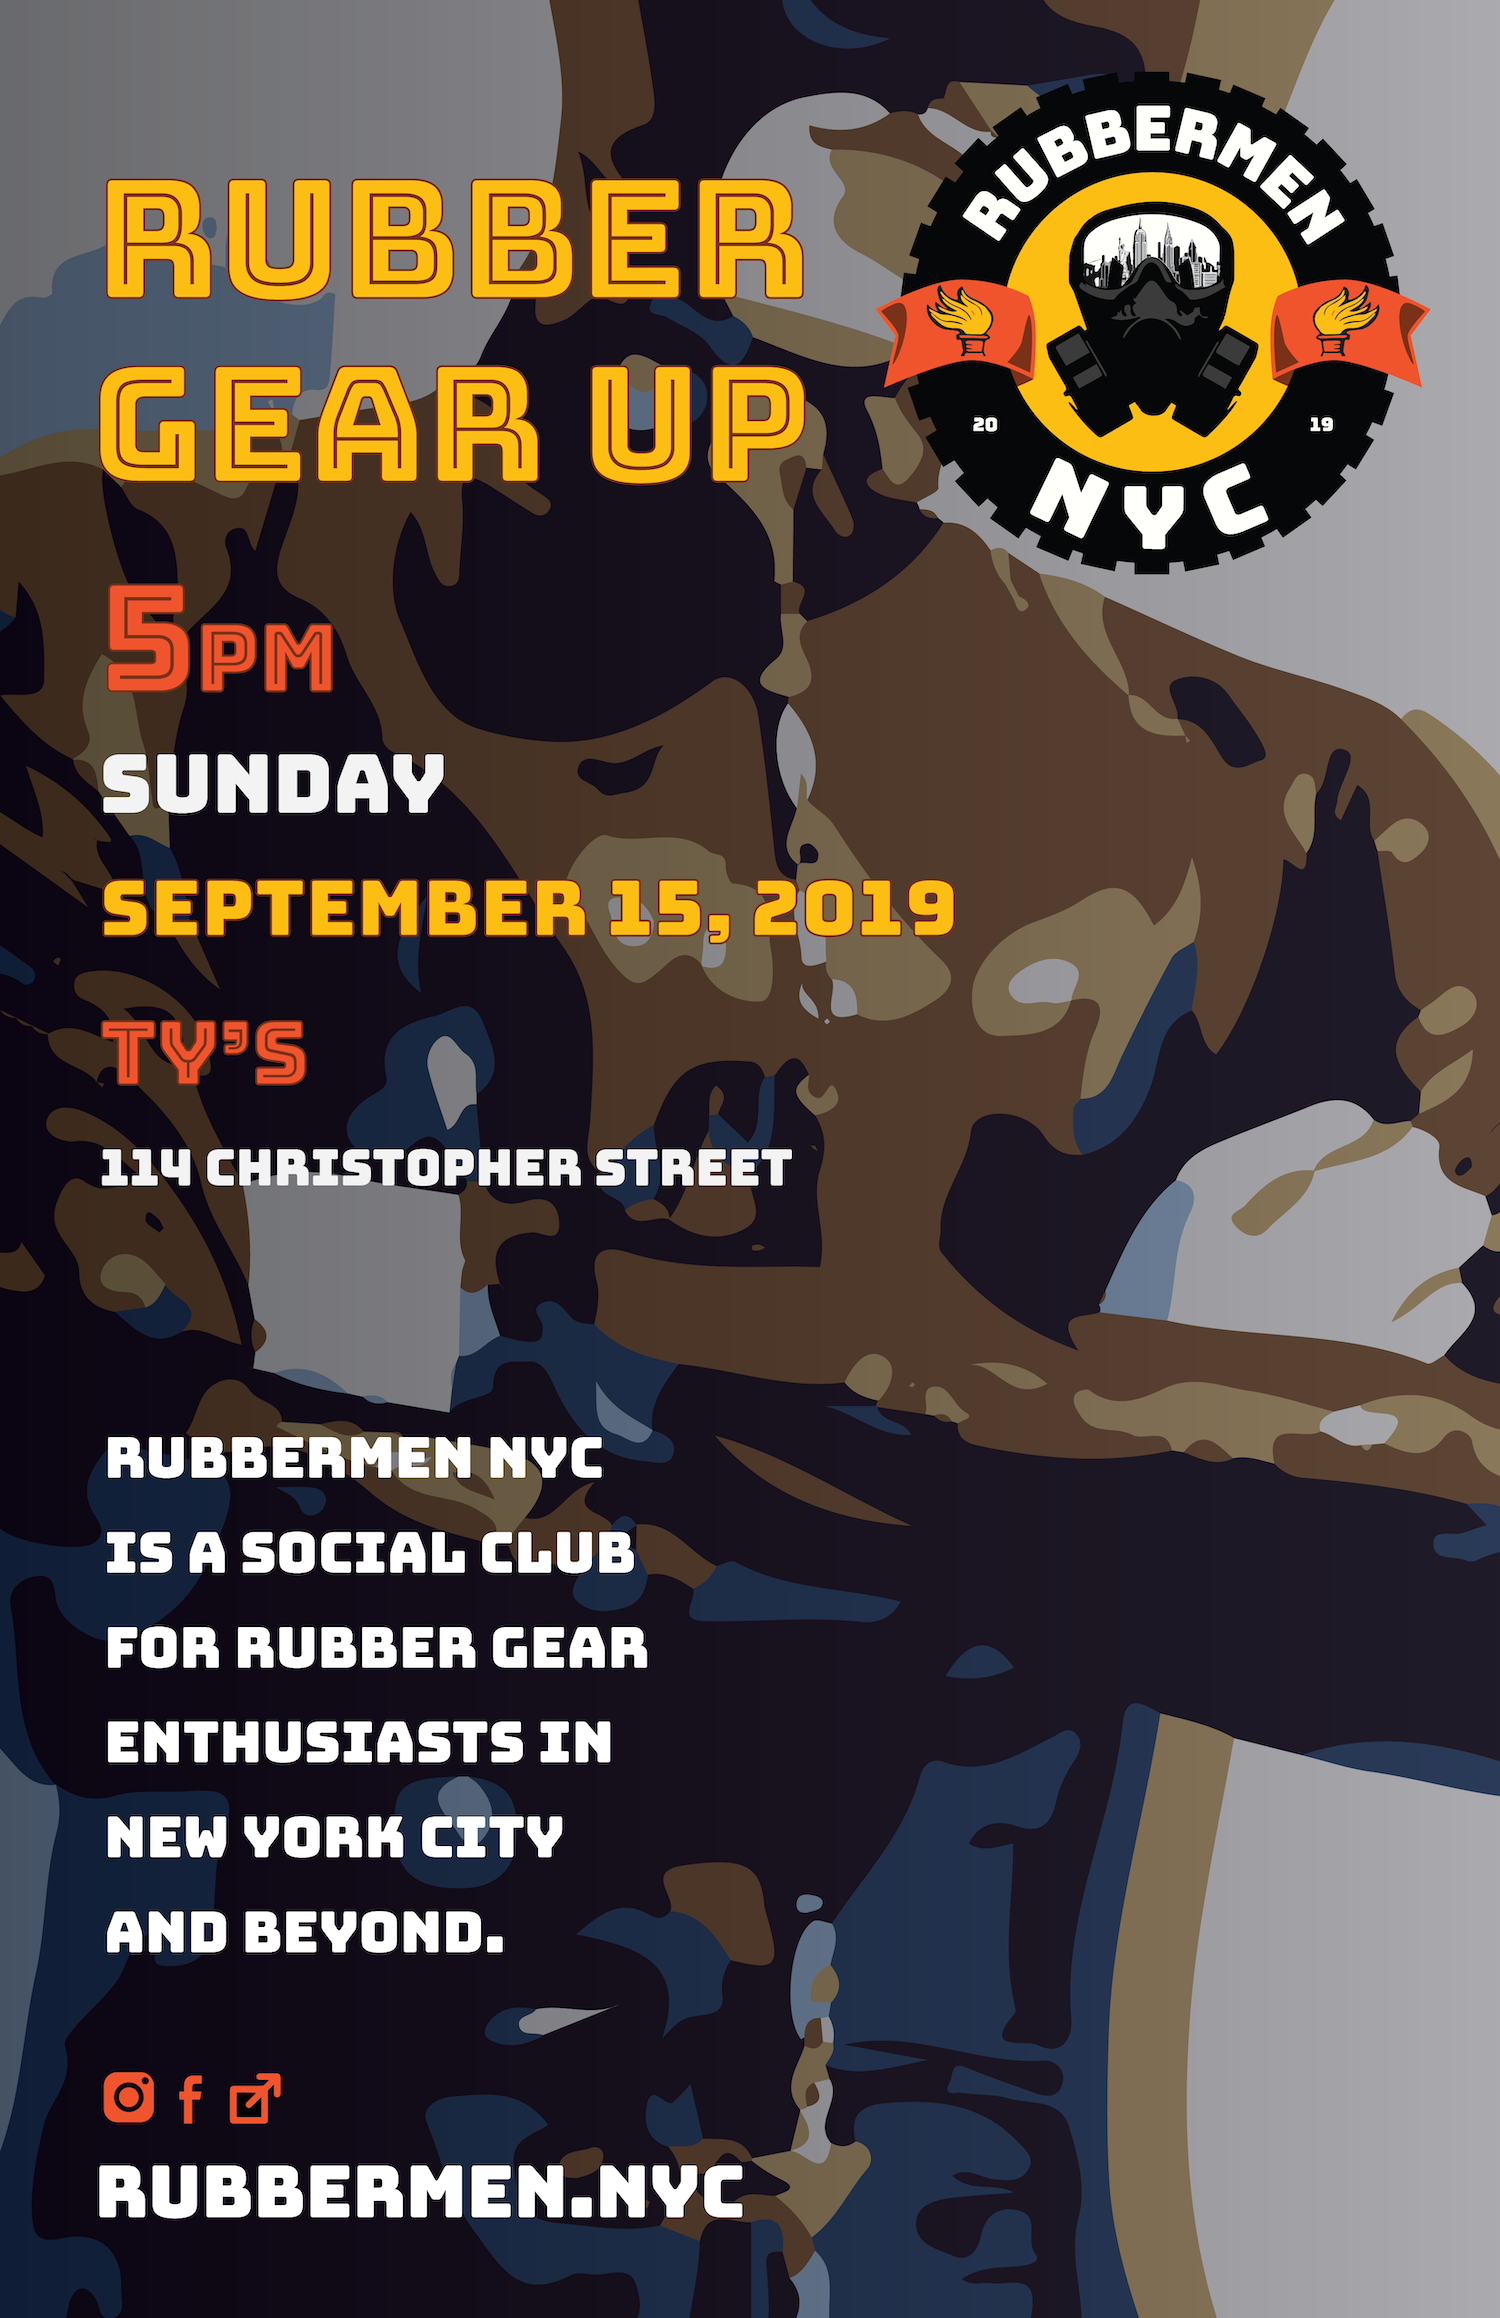 RUBBERMEN
20 19
NYC
RUBBER
GEAR UP
5PM
SUNDAY
SEPTEMBER 15, 2019
TY'S
114 CHRISTOPHER STREET
RUBBERMEN NYC
IS A SOCIAL CLUB
FOR RUBBER GEAR
ENTHUSIASTS IN
NEW YORK CITY
AND BEYOND.
RUBBERMEN.NYC